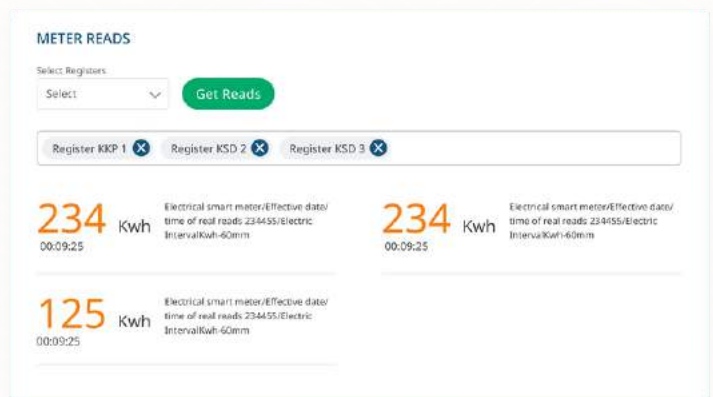 METER READS
Select Registers
Select
Get Reads
Register KKP 1
Register KSD 2
Register KSD 3
234 Kwh
00:09:25
Electrical smart meter/Effective date/
time of real reads 234455/Electric
IntervalKwh-60mm
234 Kwh
00:09:25
Electrical smart meter/Effective date/
time of real reads 234455/Electric
IntervalKwh-60mm
125 Kwh
00:09:25
Electrical smart meter/Effective date/
time of real reads 234455/Electric
IntervalKwh-60mm